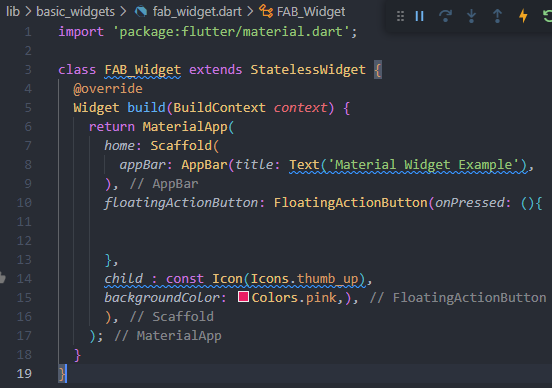 lib > basic_widgets > fab_widget.dart > FAB_Widget
1 import 'package:flutter/material.dart';
2
3 class FAB_Widget extends StatelessWidget {
4 @override
5 Widget build(BuildContext context) {
6 return MaterialApp(
7 home: Scaffold(
8 appBar: AppBar(title: Text('Material Widget Example'),
9 ), // AppBar
10 floatingActionButton: FloatingActionButton(onPressed: (){
11
12
13 },
14 child : const Icon(Icons.thumb_up),
15 backgroundColor: Colors.pink,), // FloatingActionButton
16 ), // Scaffold
17 ); // MaterialApp
18 }
19 }